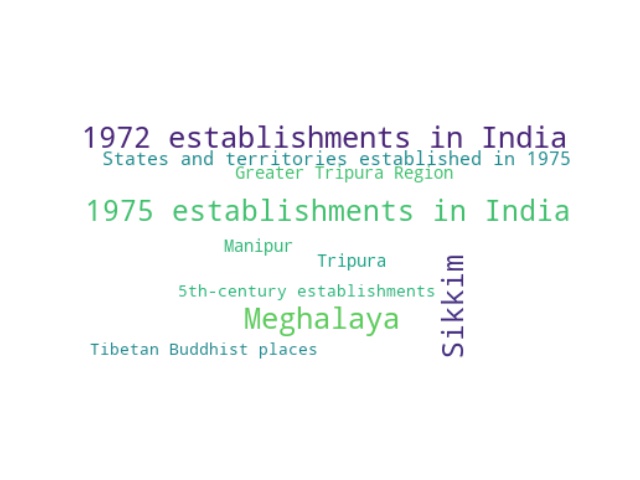 1972 establishments in India
States and territories established in 1975
Greater Tripura Region
1975 establishments in India
Manipur
Tripura
Sikkim
5th-century establishments
Meghalaya
Tibetan Buddhist places